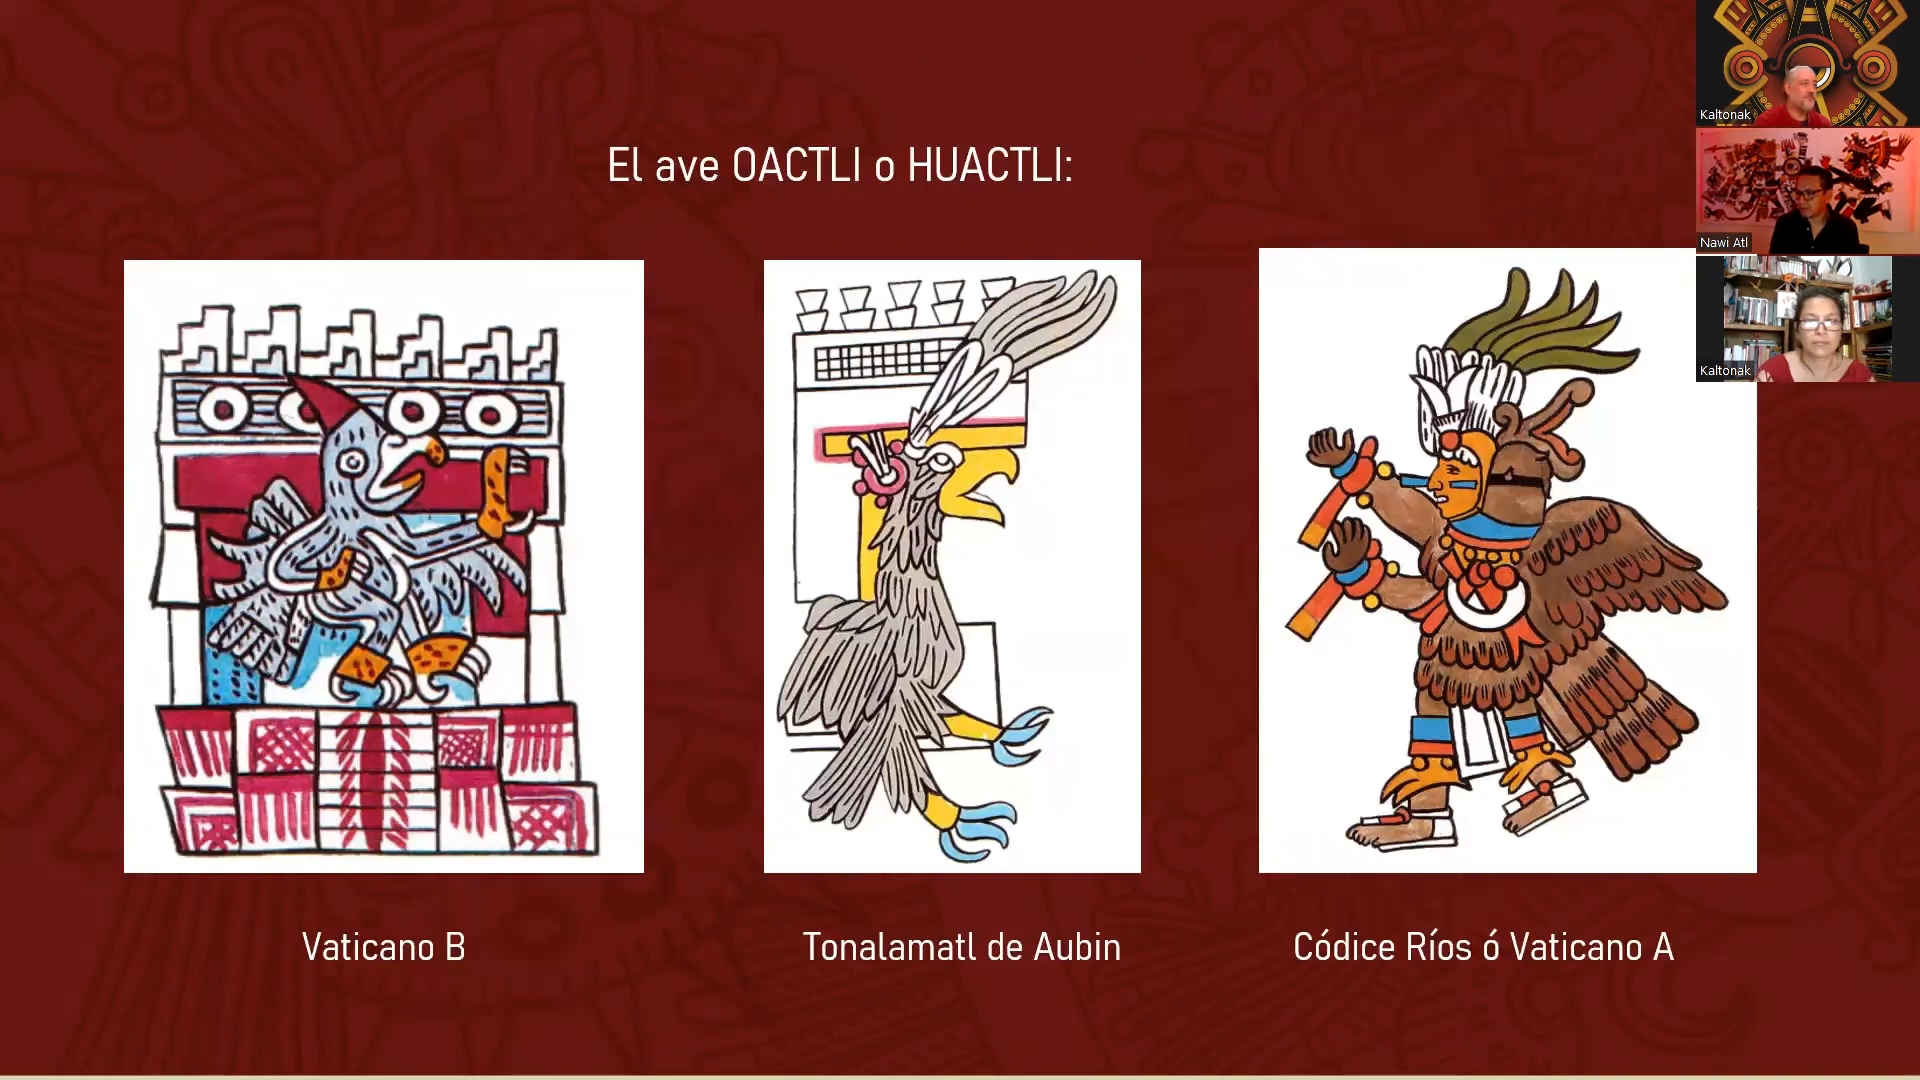 El ave OACTLI o HUACTLI:
Vaticano B
Tonalamatl de Aubin
Códice Ríos ó Vaticano A
Kaltonak
Nawi Atl
Kaltonak